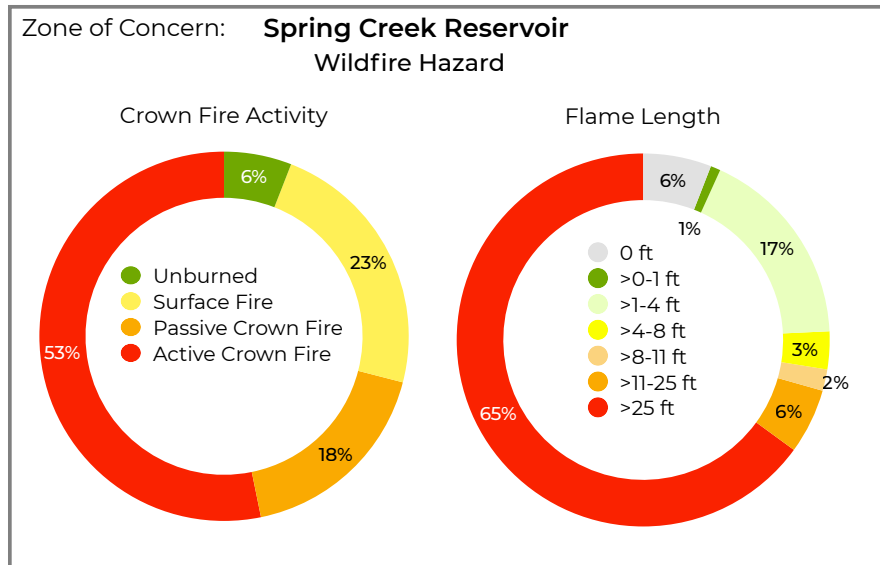 Zone of Concern: Spring Creek Reservoir
Wildfire Hazard
Crown Fire Activity
6%
23%
18%
53%
Unburned
Surface Fire
Passive Crown Fire
Active Crown Fire
Flame Length
6%
1%
17%
3%
2%
6%
65%
0 ft
>0-1 ft
>1-4 ft
>4-8 ft
>8-11 ft
>11-25 ft
>25 ft